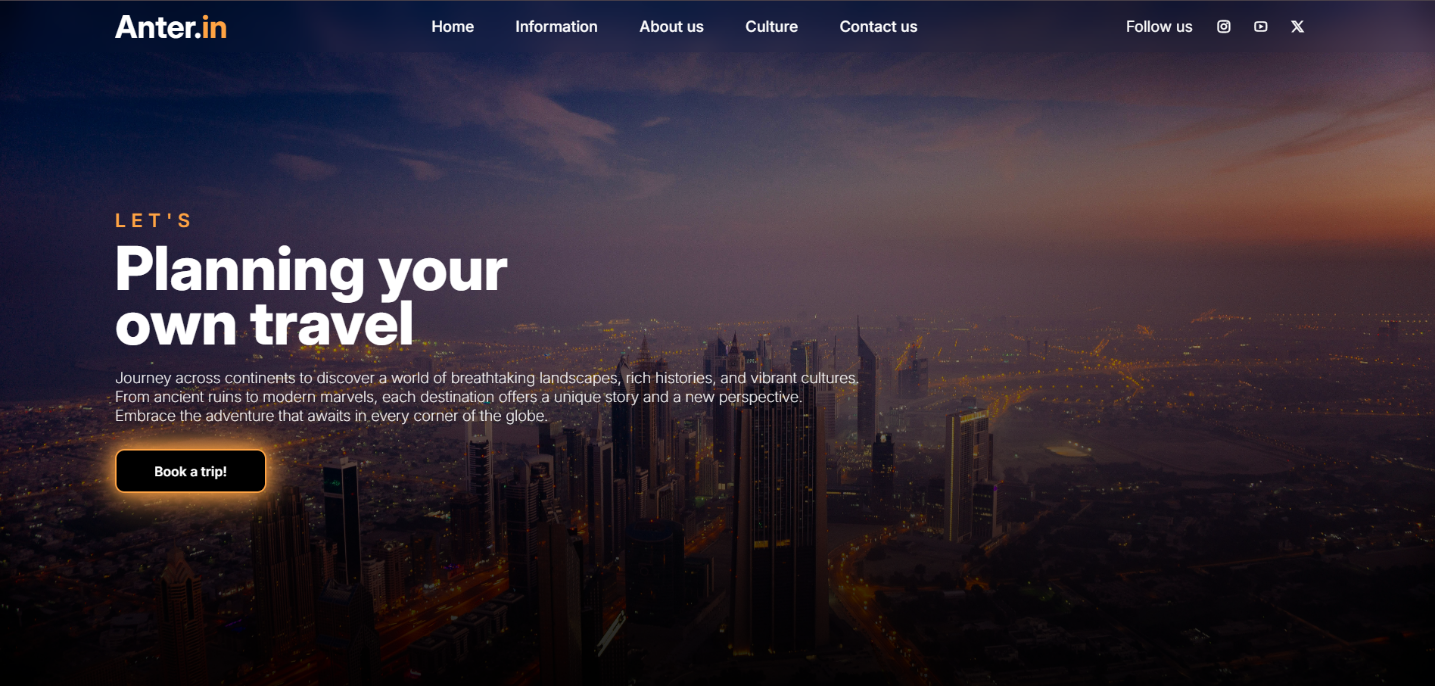 Anter.in
Home Information About us Culture Contact us
Follow us
LET'S
Planning your
own travel
Journey across continents to discover a world of breathtaking landscapes, rich histories, and vibrant cultures.
From ancient ruins to modern marvels, each destination offers a unique story and a new perspective.
Embrace the adventure that awaits in every corner of the globe.
Book a trip!